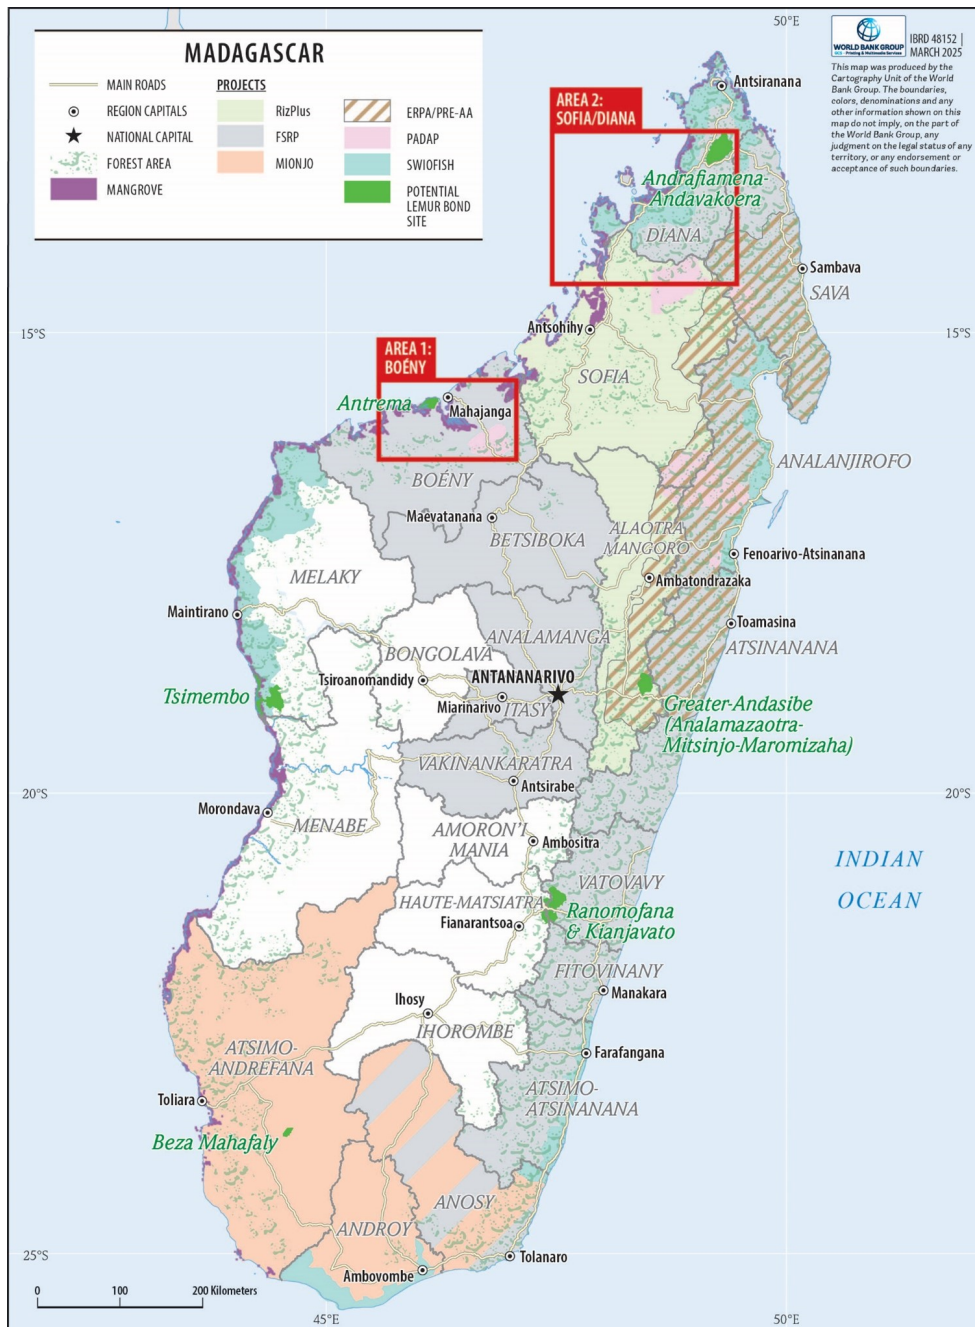 MADAGASCAR
MAIN ROADS
REGION CAPITALS
NATIONAL CAPITAL
FOREST AREA
MANGROVE
PROJECTS
RizPlus
FSRP
MIONJO
ERPA/PRE-AA
PADAP
SWIOFISH
POTENTIAL
LEMUR BOND
SITE
50°E
WORLD BANK GROUP
IBRD 48152 |
MARCH 2025
This map was produced by the
Cartography Unit of the World
Bank Group. The boundaries,
colors, denominations and any
other information shown on this
map do not imply, on the part of
the World Bank Group, any
judgment on the legal status of any
territory, or any endorsement or
acceptance of such boundaries.
Antsiranana
AREA 2:
SOFIA/DIANA
Andrafiamena-
Andavakoera
DIANA
Sambava
SAVA
15°S
Antsohihy
15°S
AREA 1:
BOÉNY
SOFIA
Antrema
Mahajanga
ANALANJIROFO
BOÉNY
Maevatanana
BETSIBOKA
ALAOTRA
MANGORO
Fenoarivo-Atsinanana
MELAKY
Ambatondrazaka
Maintirano
Toamasina
ANALAMANGA
ATSINANANA
BONGOLAVA
ANTANANARIVO
Tsiroanomandidy
Tsimembo
Miarinarivo
ITASY
Greater-Andasibe
(Analamazaotra-
Mitsinjo-Maromizaha)
VAKINANKARATRA
Antsirabe
20°S
20°S
Morondava
MENABE
AMORON'I
MANIA
Ambositra
INDIAN
OCEAN
VATOVAVY
HAUTE-MATSIATRA
Ranomofana
& Kianjavato
Fianarantsoa
FITOVINANY
Manakara
Ihosy
IHOROMBE
ATSIMO-
ANDREFANA
Farafangana
ATSIMO-
ATSINANANA
Toliara
Beza Mahafaly
ANOSY
ANDROY
25°S
25°S
Tolanaro
Ambovombe
0 100 200 Kilometers
45°E
50°E